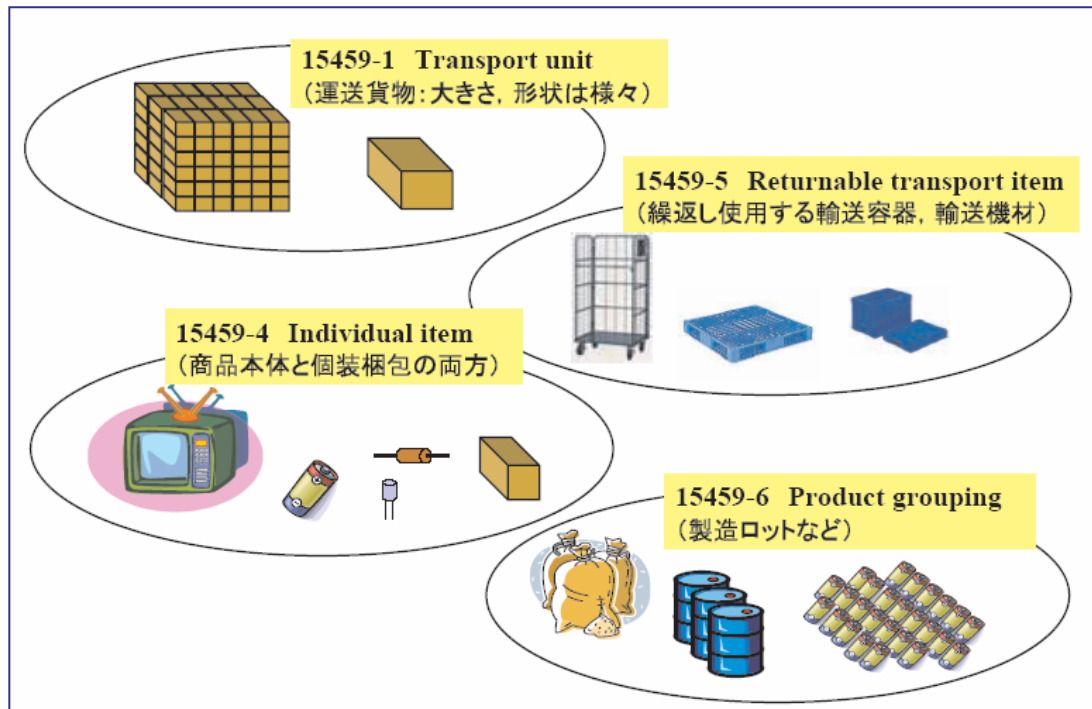 15459-1 Transport unit
（運送貨物：大きさ，形状は様々）
15459-5 Returnable transport item
（繰返し使用する輸送容器，輸送機材）
15459-4 Individual item
（商品本体と個装梱包の両方）
15459-6 Product grouping
（製造ロットなど）